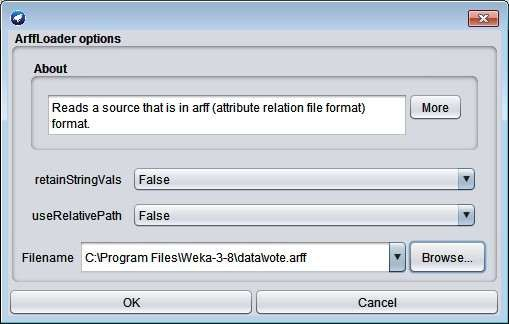 ArffLoader options
About
Reads a source that is in arff (attribute relation file format)
format.
More
retainStringVals False
useRelativePath False
Filename C:\Program Files\Weka-3-8\data\vote.arff Browse...
OK Cancel